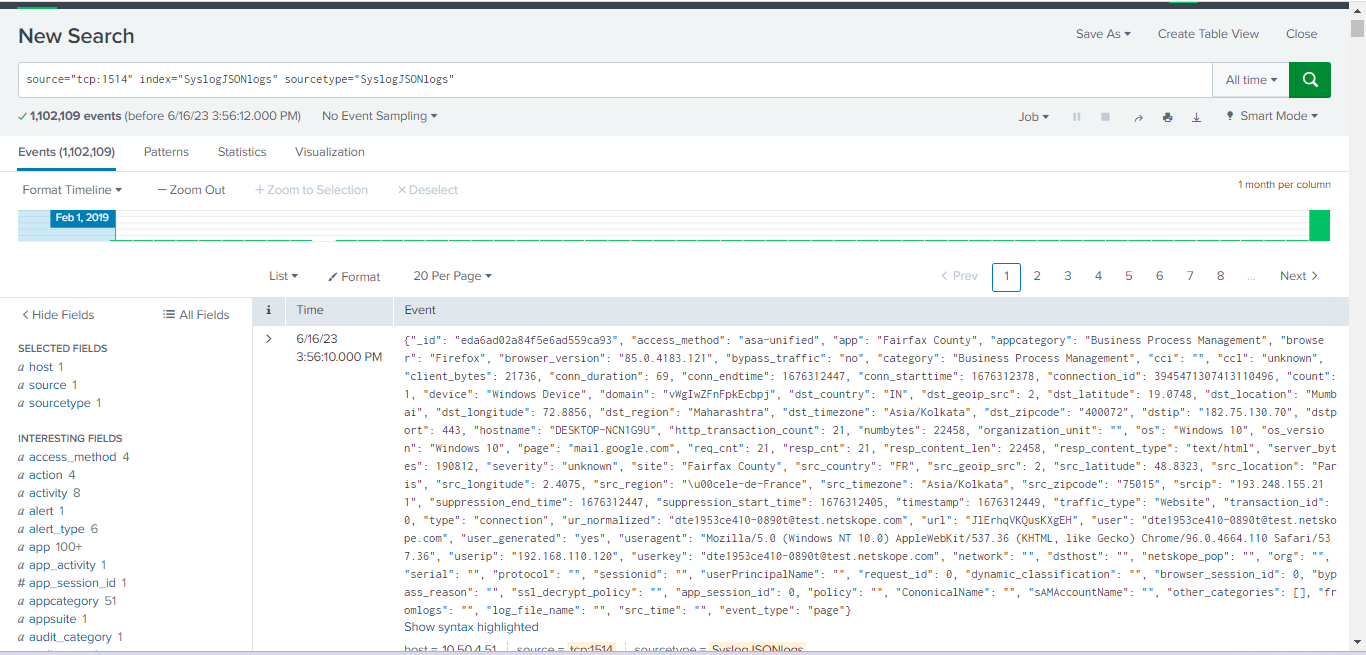 New Search
Save As
Create Table View
Close
source="tcp:1514" index="SyslogJSONlogs" sourcetype="SyslogJSONlogs"
All time
1,102,109 events (before 6/16/23 3:56:12.000 PM)
No Event Sampling
Job
Smart Mode
Events (1,102,109)
Patterns
Statistics
Visualization
Format Timeline
— Zoom Out
+ Zoom to Selection
× Deselect
1 month per column
Feb 1, 2019
List
Format
20 Per Page
< Prev
1
2
3
4
5
6
7
8
...
Next >
< Hide Fields
All Fields
i
Time
Event
SELECTED FIELDS
a host 1
a source 1
a sourcetype 1
INTERESTING FIELDS
a access_method 4
a action 4
a activity 8
a alert 1
a alert_type 6
a app 100+
a app_activity 1
# app_session_id 1
a appcategory 51
a appsuite 1
a audit_category 1
>
6/16/23
3:56:10.000 PM
{"_id": "eda6ad02a84f5e6ad559ca93", "access_method": "asa-unified", "app": "Fairfax County", "appcategory": "Business Process Management", "browse
r": "Firefox", "browser_version": "85.0.4183.121", "bypass_traffic": "no", "category": "Business Process Management", "cci": "", "ccl": "unknown",
"client_bytes": 21736, "conn_duration": 69, "conn_endtime": 1676312447, "conn_starttime": 1676312378, "connection_id": 3945471307413110496, "count":
1, "device": "Windows Device", "domain": "vWgIwZFnFpkEcbpj", "dst_country": "IN", "dst_geoip_src": 2, "dst_latitude": 19.0748, "dst_location": "Mumb
ai", "dst_longitude": 72.8856, "dst_region": "Maharashtra", "dst_timezone": "Asia/Kolkata", "dst_zipcode": "400072", "dstip": "182.75.130.70", "dstp
ort": 443, "hostname": "DESKTOP-NCN1G9U", "http_transaction_count": 21, "numbytes": 22458, "organization_unit": "", "os": "Windows 10", "os_version
n": "Windows 10", "page": "mail.google.com", "req_cnt": 21, "resp_cnt": 21, "resp_content_len": 22458, "resp_content_type": "text/html", "server_byt
es": 190812, "severity": "unknown", "site": "Fairfax County", "src_country": "FR", "src_geoip_src": 2, "src_latitude": 48.8323, "src_location": "Par
is", "src_longitude": 2.4075, "src_region": "\u00cele-de-France", "src_timezone": "Asia/Kolkata", "src_zipcode": "75015", "srcip": "193.248.155.21
1", "suppression_end_time": 1676312447, "suppression_start_time": 1676312405, "timestamp": 1676312449, "traffic_type": "Website", "transaction_id":
0, "type": "connection", "ur_normalized": "dte1953ce410-0890t@test.netskope.com", "url": "JlErhqVKQusKXgEH", "user": "dte1953ce410-0890t@test.netsko
pe.com", "user_generated": "yes", "useragent": "Mozilla/5.0 (Windows NT 10.0) AppleWebKit/537.36 (KHTML, like Gecko) Chrome/96.0.4664.110 Safari/53
7.36", "userip": "192.168.110.120", "userkey": "dte1953ce410-0890t@test.netskope.com", "network": "", "dsthost": "", "netskope_pop": "", "org": "",
"serial": "", "protocol": "", "sessionid": "", "userPrincipalName": "", "request_id": 0, "dynamic_classification": "", "browser_session_id": 0, "byp
ass_reason": "", "ssl_decrypt_policy": "", "app_session_id": 0, "policy": "", "CononicalName": "", "sAMAccountName": "", "other_categories": [], "fr
omlogs": "", "log_file_name": "", "src_time": "", "event_type": "page"}
Show syntax highlighted
host = 10.50.4.51
source = tcp:1514
sourcetype = SyslogJSONlogs